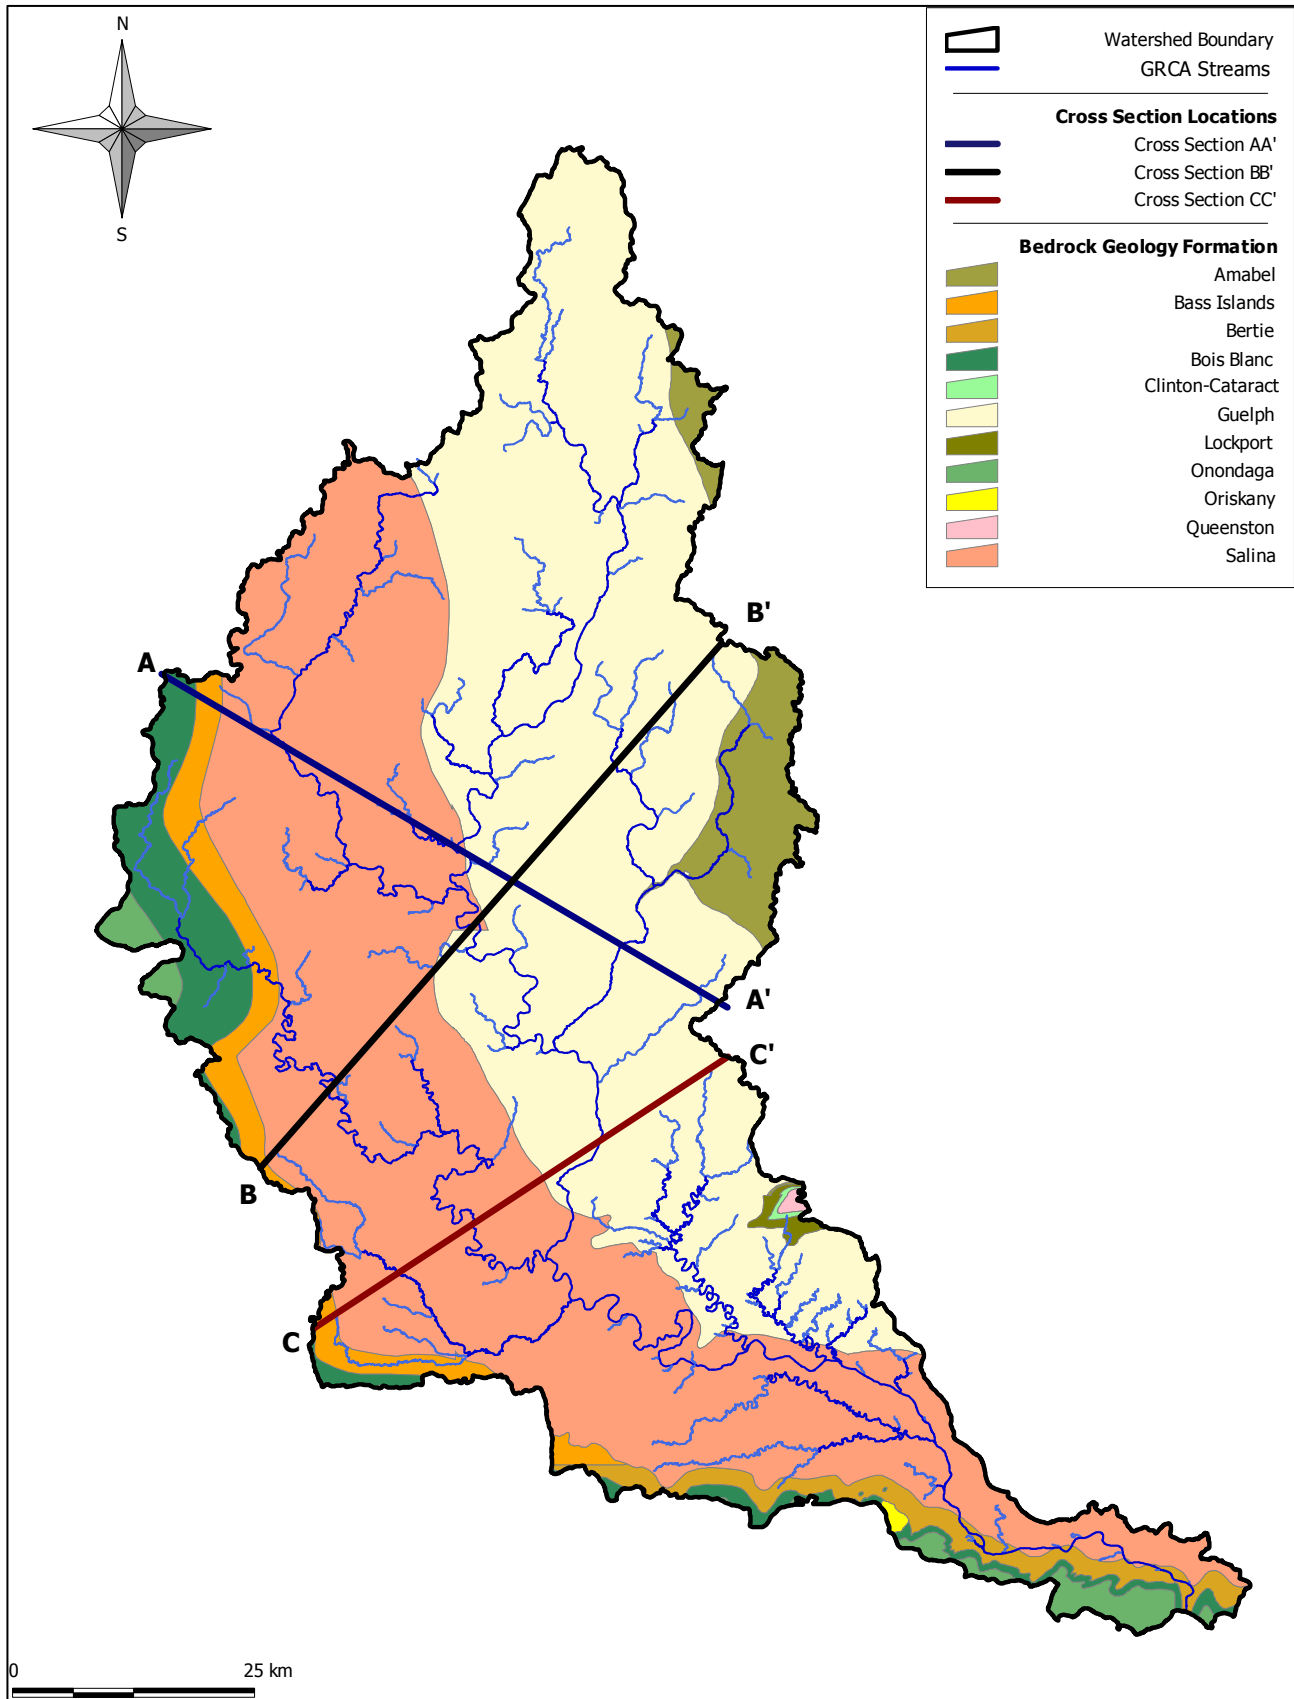 N
S
Watershed Boundary
GRCA Streams
Cross Section Locations
Cross Section AA'
Cross Section BB'
Cross Section CC'
Bedrock Geology Formation
Amabel
Bass Islands
Bertie
Bois Blanc
Clinton-Cataract
Guelph
Lockport
Onondaga
Oriskany
Queenston
Salina
B'
A
A'
C'
B
C
0 25 km